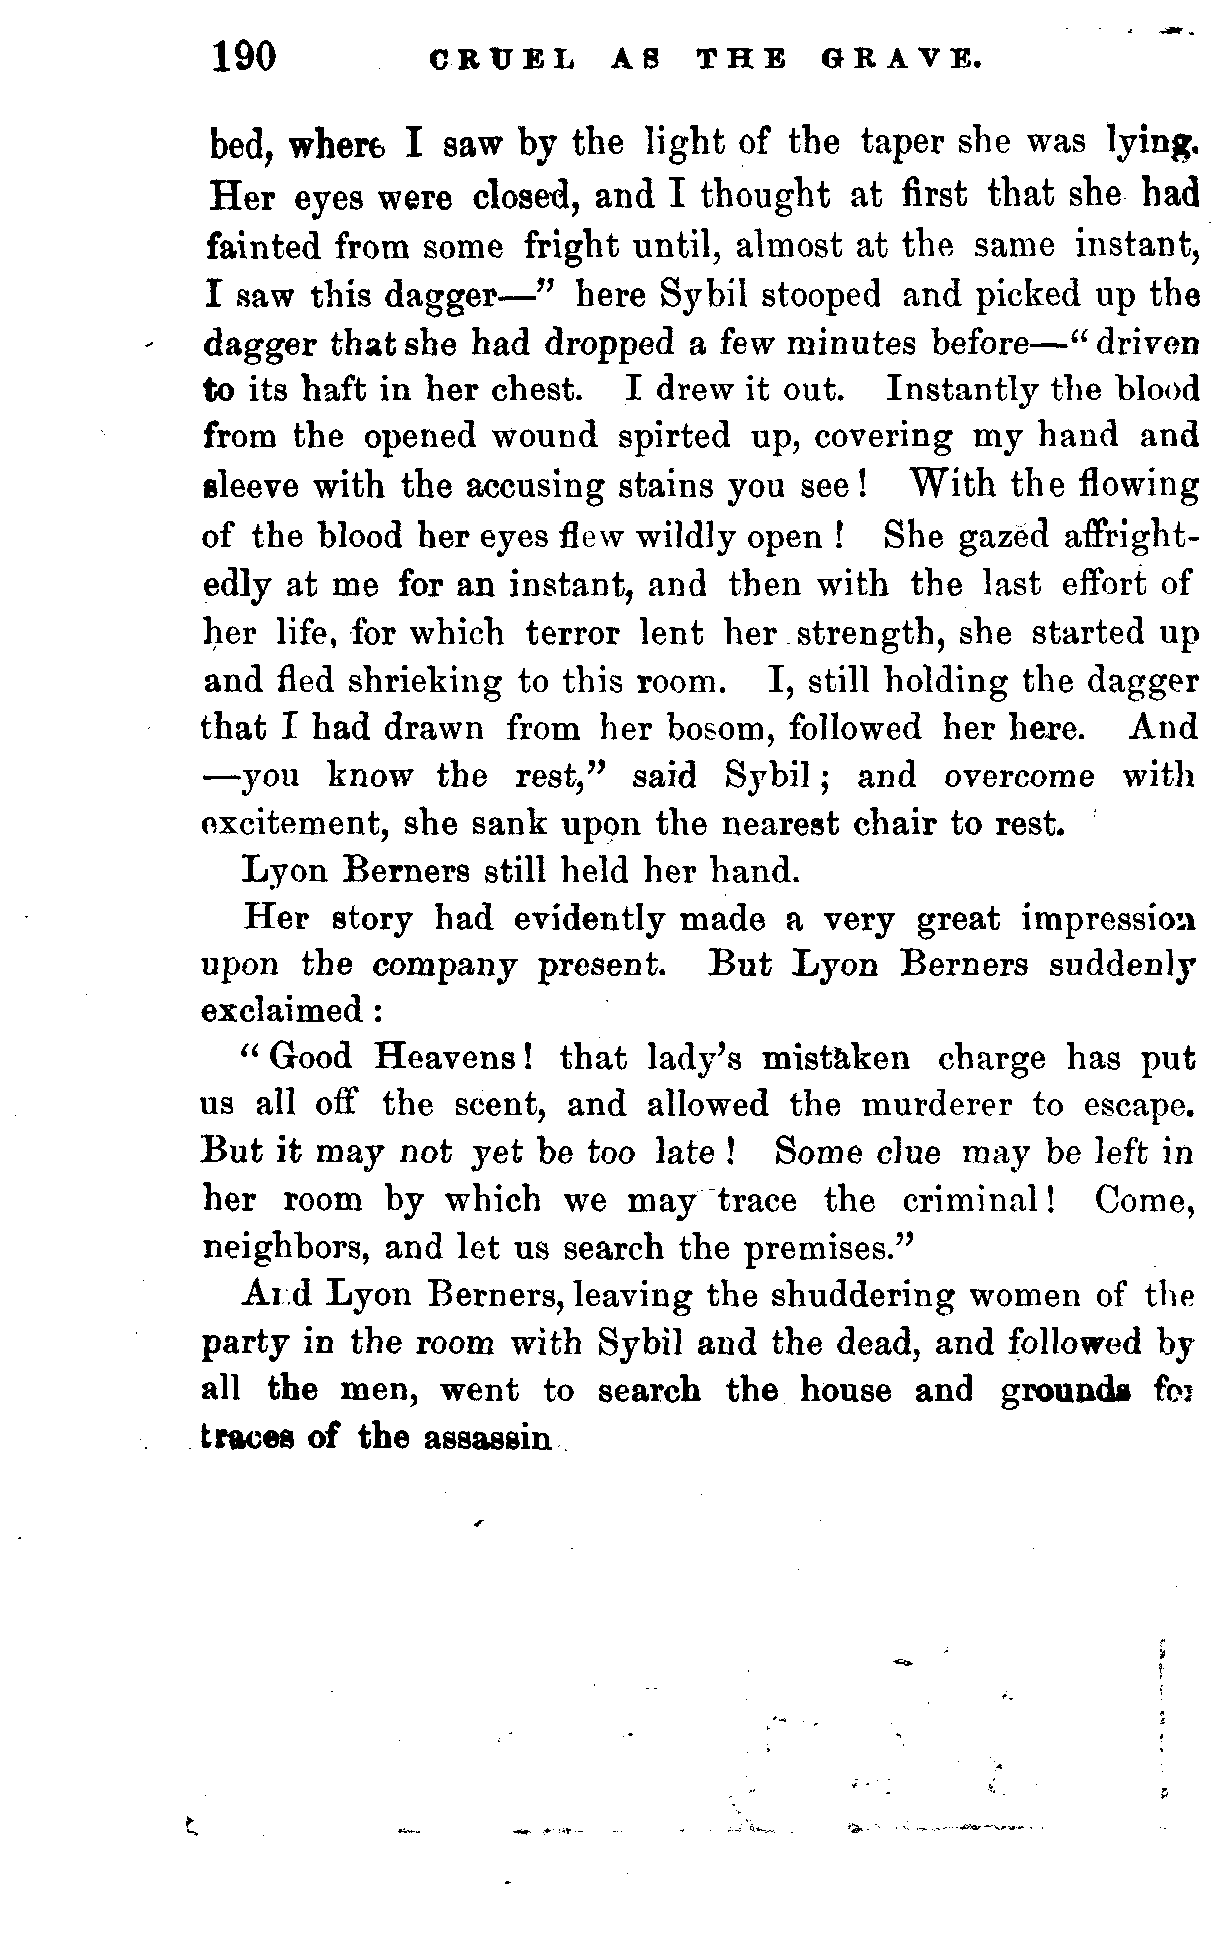 190 CRUEL AS THE GRAVE.
bed, where I saw by the light of the taper she was lying.
Her eyes were closed, and I thought at first that she had
fainted from some fright until, almost at the same instant,
I saw this dagger—” here Sybil stooped and picked up the
dagger that she had dropped a few minutes before—“ driven
to its haft in her chest. I drew it out. Instantly the blood
from the opened wound spirted up, covering my hand and
sleeve with the accusing stains you see! With the flowing
of the blood her eyes flew wildly open! She gazed affright-
edly at me for an instant, and then with the last effort of
her life, for which terror lent her strength, she started up
and fled shrieking to this room. I, still holding the dagger
that I had drawn from her bosom, followed her here. And
—you know the rest,” said Sybil; and overcome with
excitement, she sank upon the nearest chair to rest.
Lyon Berners still held her hand.
Her story had evidently made a very great impression
upon the company present. But Lyon Berners suddenly
exclaimed :
“Good Heavens! that lady’s mistaken charge has put
us all off the scent, and allowed the murderer to escape.
But it may not yet be too late! Some clue may be left in
her room by which we may trace the criminal! Come,
neighbors, and let us search the premises.”
And Lyon Berners, leaving the shuddering women of the
party in the room with Sybil and the dead, and followed by
all the men, went to search the house and grounds for
traces of the assassin